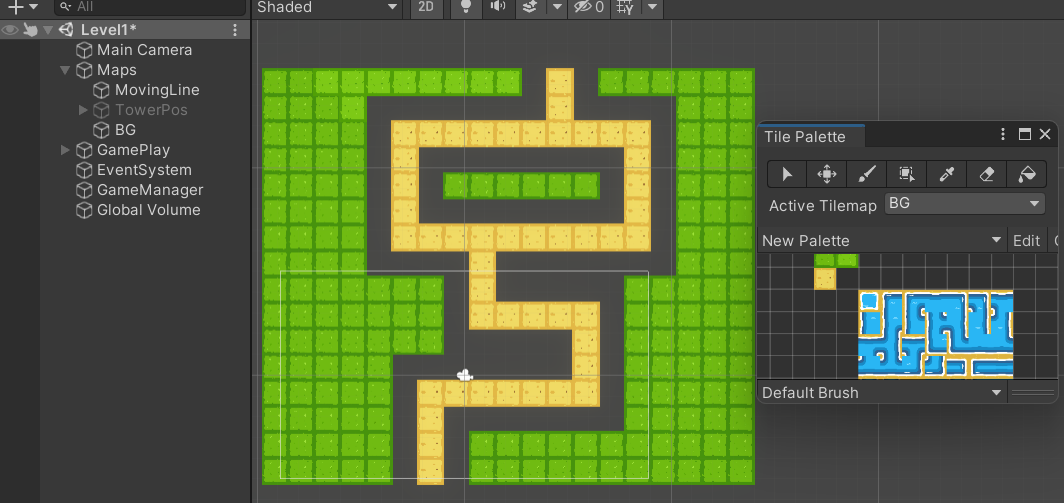 All
Shaded
2D
0
Level1*
Main Camera
Maps
MovingLine
TowerPos
BG
GamePlay
EventSystem
GameManager
Global Volume
Tile Palette
Active Tilemap BG
New Palette Edit
Default Brush